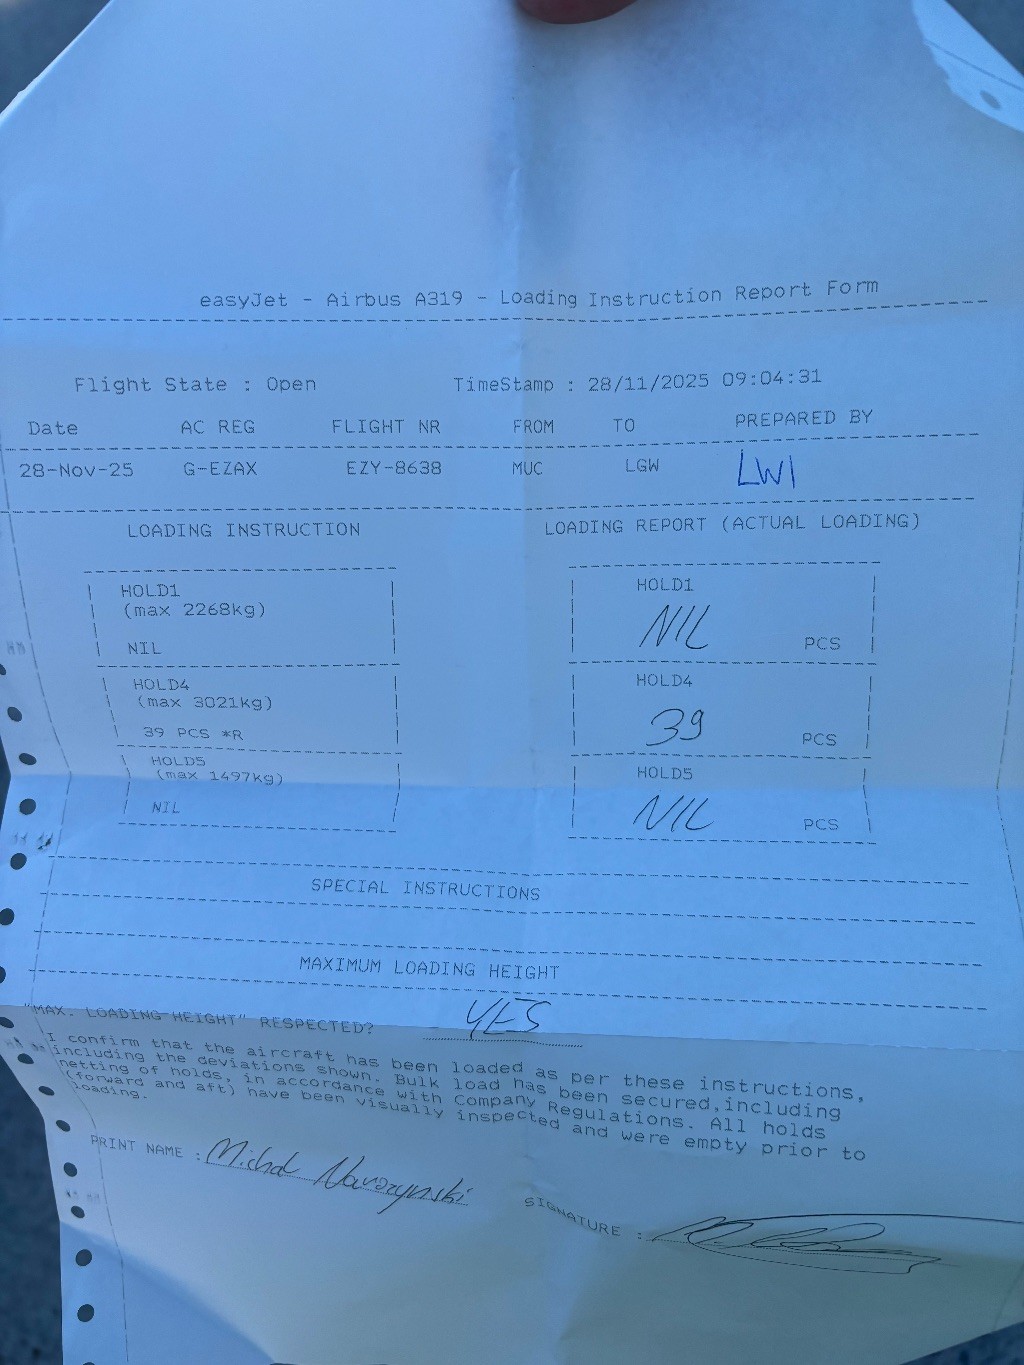 easyJet - Airbus A319 - Loading Instruction Report Form
Flight State : Open TimeStamp : 28/11/2025 09:04:31
Date AC REG FLIGHT NR FROM TO PREPARED BY
28-Nov-25 G-EZAX EZY-8638 MUC LGW LWI
LOADING INSTRUCTION LOADING REPORT (ACTUAL LOADING)
HOLD1
(max 2268kg)
NIL
HOLD1
NIL PCS
HOLD4
(max 3021kg)
39 PCS *R
HOLD4
39 PCS
HOLD5
(max 1497kg)
NIL
HOLD5
NIL PCS
SPECIAL INSTRUCTIONS
MAXIMUM LOADING HEIGHT
"MAX. LOADING HEIGHT" RESPECTED? YES
I confirm that the aircraft has been loaded as per these instructions,
including the deviations shown. Bulk load has been secured, including
netting of holds, in accordance with Company Regulations. All holds
(forward and aft) have been visually inspected and were empty prior to
loading.
PRINT NAME : Michal
SIGNATURE :